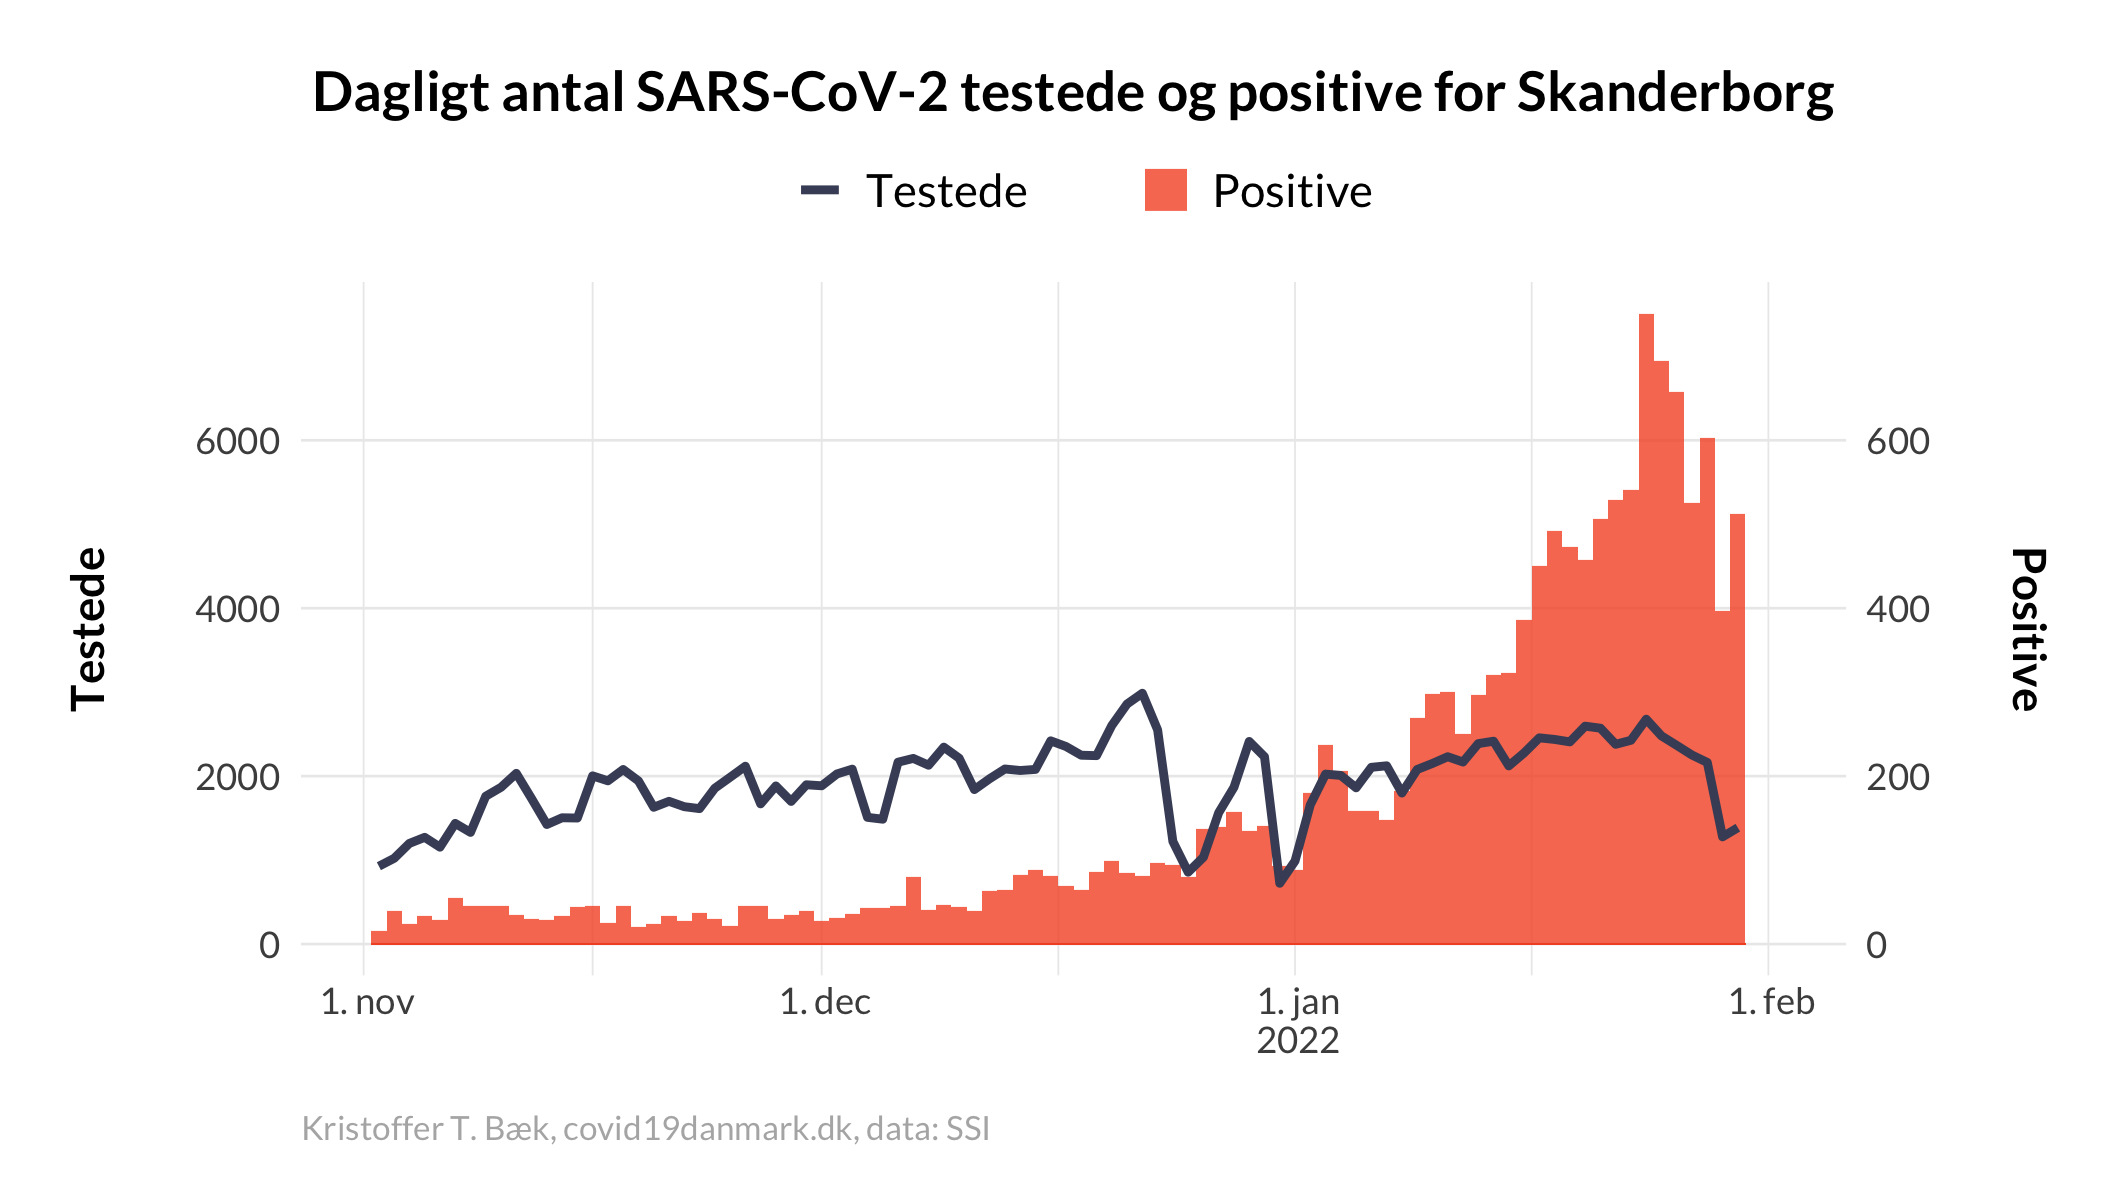 Dagligt antal SARS-CoV-2 testede og positive for Skanderborg
Testede
Positive
Testede
6000
4000
2000
0
600
400
200
0
Positive
1. nov
1. dec
1. jan
2022
1. feb
Kristoffer T. Bæk, covid19danmark.dk, data: SSI